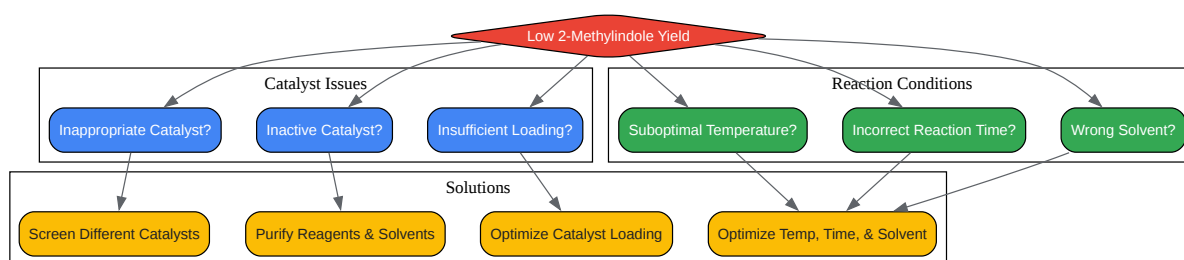 Low 2-Methylindole Yield
Catalyst Issues
Reaction Conditions
Inappropriate Catalyst?
Inactive Catalyst?
Insufficient Loading?
Suboptimal Temperature?
Incorrect Reaction Time?
Wrong Solvent?
Solutions
Screen Different Catalysts
Purify Reagents & Solvents
Optimize Catalyst Loading
Optimize Temp, Time, & Solvent